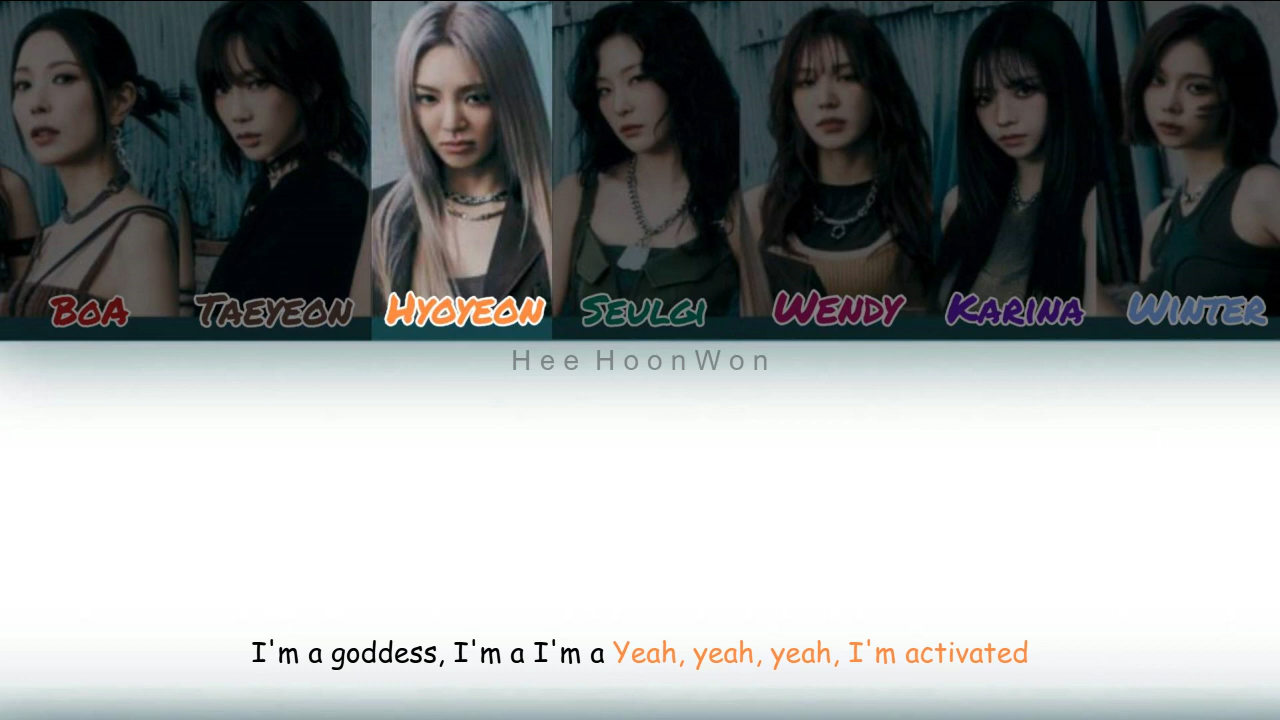 BoA Taeyeon Hyoyeon Seulgi Wendy Karina Winter
Hee HoonWon
I'm a goddess, I'm a I'm a Yeah, yeah, yeah, I'm activated